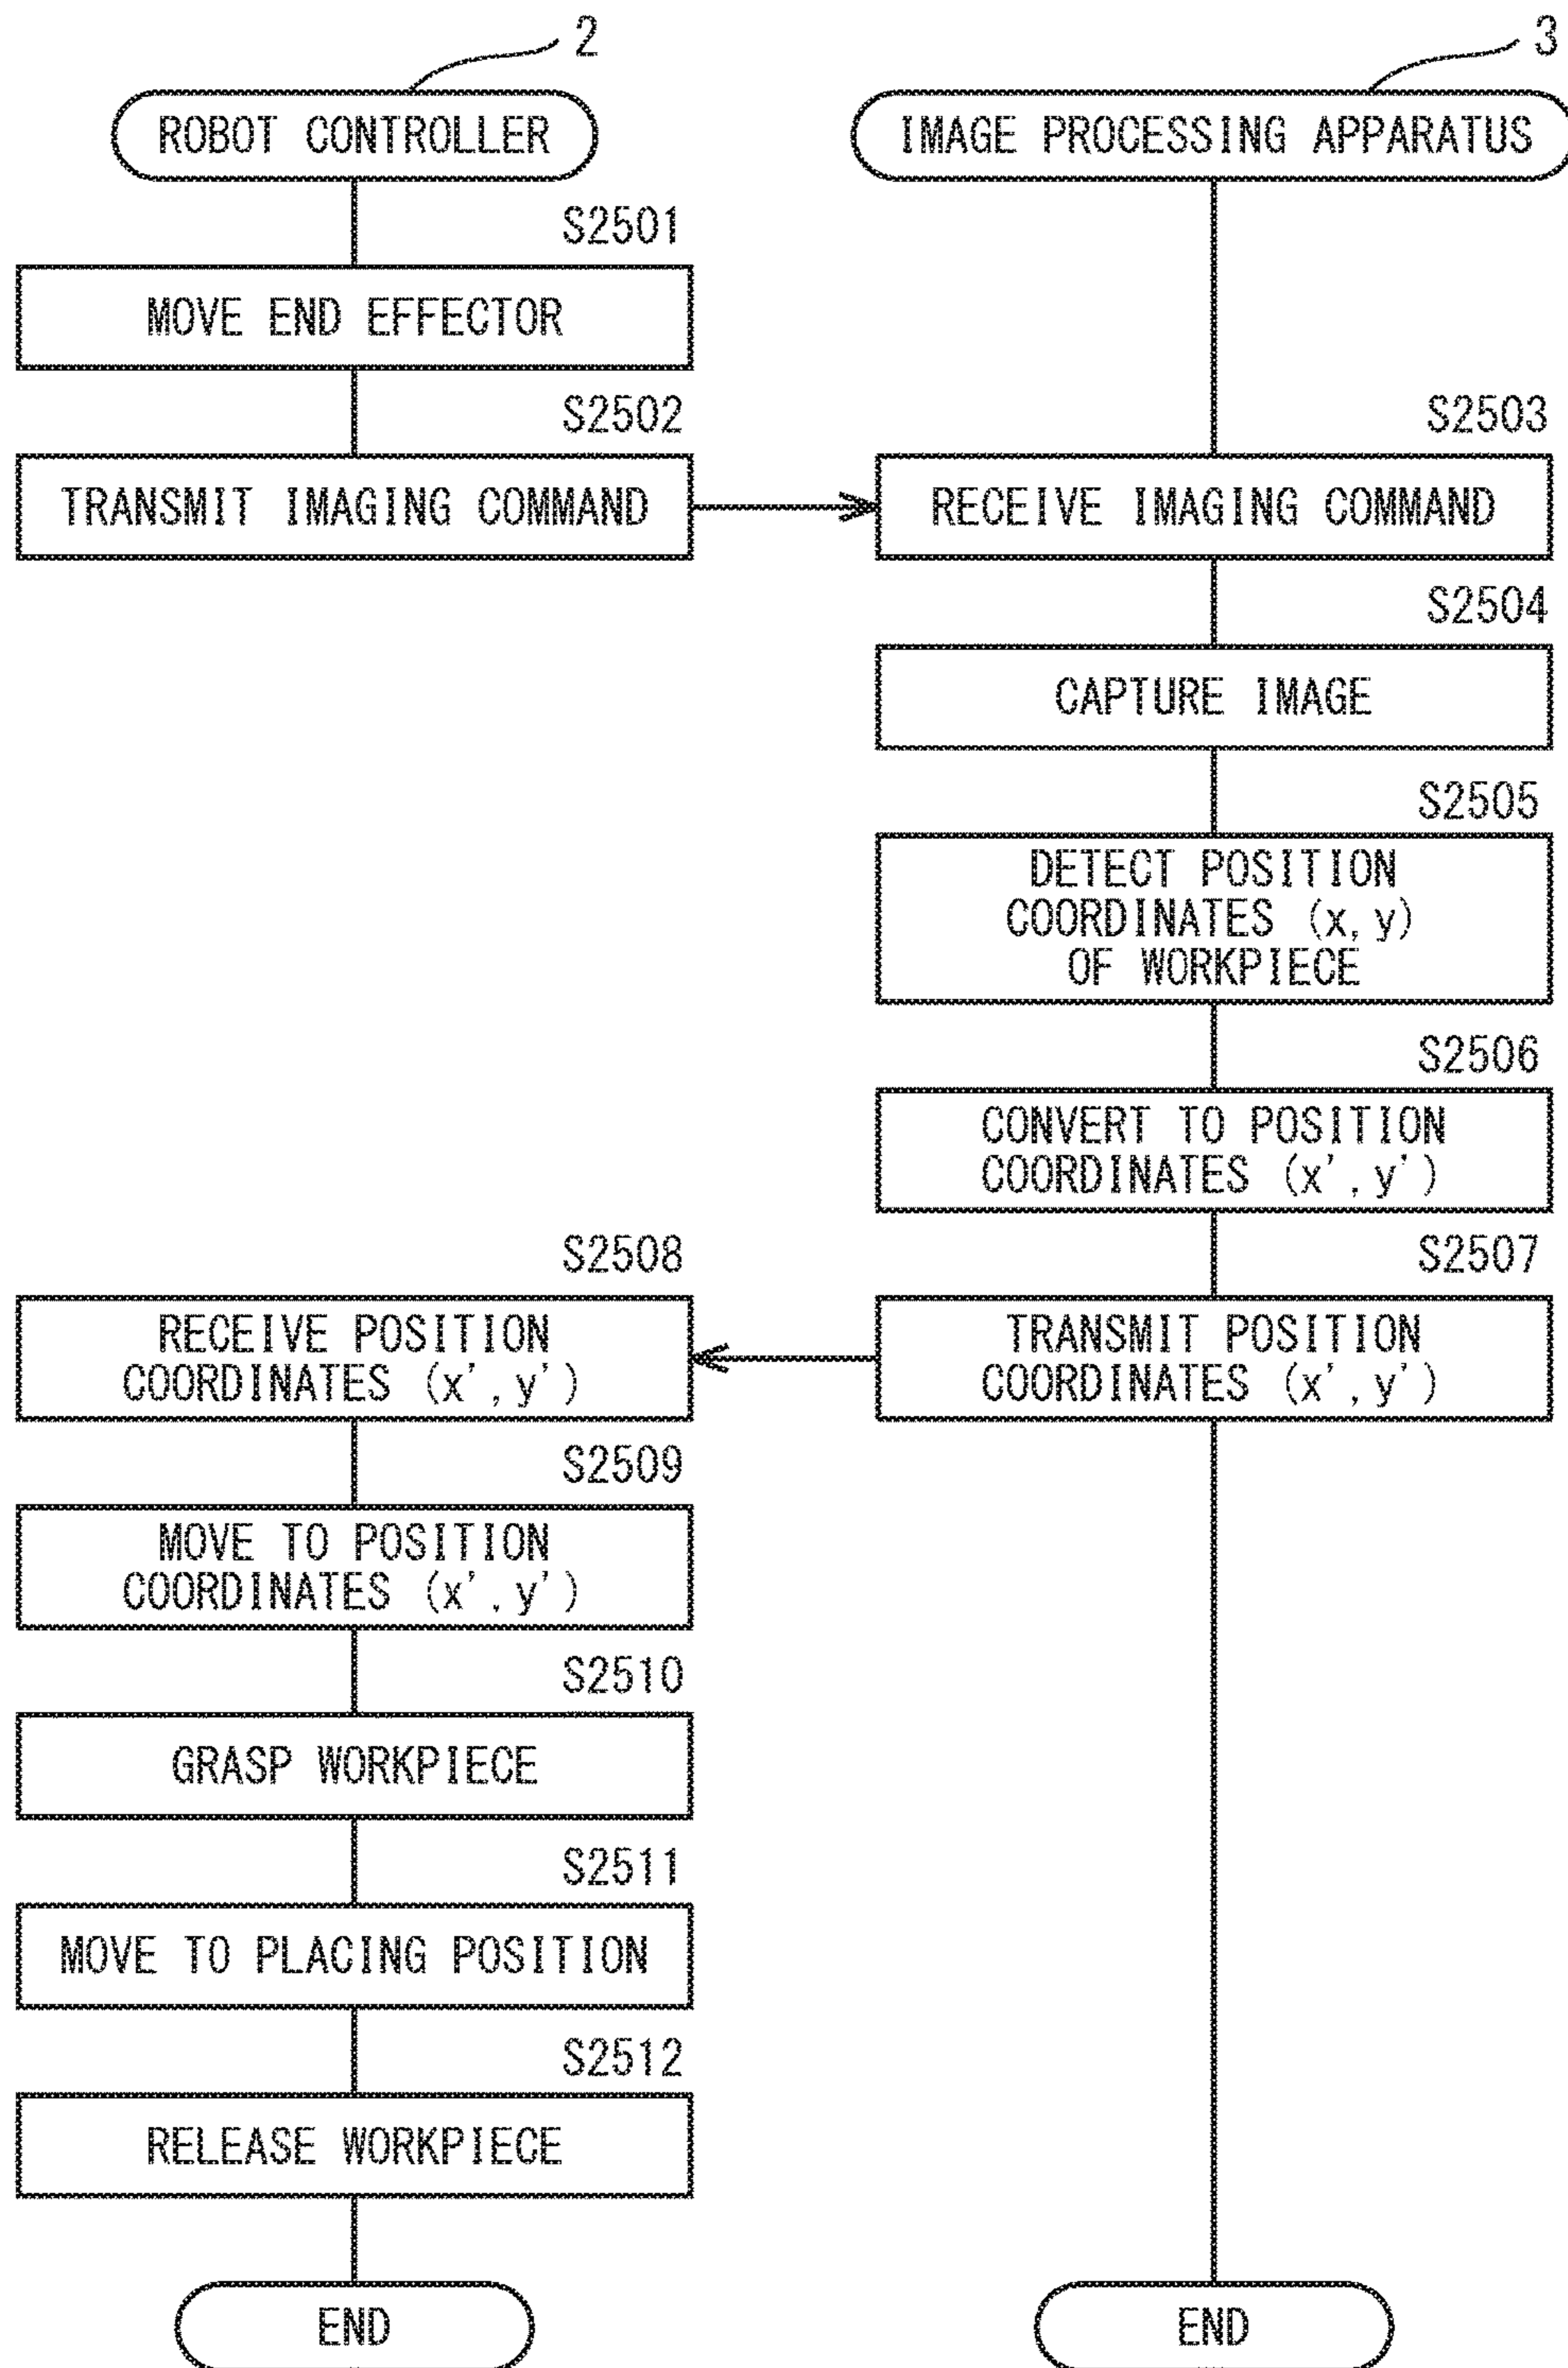 2
3
ROBOT CONTROLLER
IMAGE PROCESSING APPARATUS
S2501
MOVE END EFFECTOR
S2502
S2503
TRANSMIT IMAGING COMMAND
RECEIVE IMAGING COMMAND
S2504
CAPTURE IMAGE
S2505
DETECT POSITION
COORDINATES (x, y)
OF WORKPIECE
S2506
CONVERT TO POSITION
COORDINATES (x', y')
S2508
S2507
RECEIVE POSITION
COORDINATES (x', y')
TRANSMIT POSITION
COORDINATES (x', y')
S2509
MOVE TO POSITION
COORDINATES (x', y')
S2510
GRASP WORKPIECE
S2511
MOVE TO PLACING POSITION
S2512
RELEASE WORKPIECE
END
END